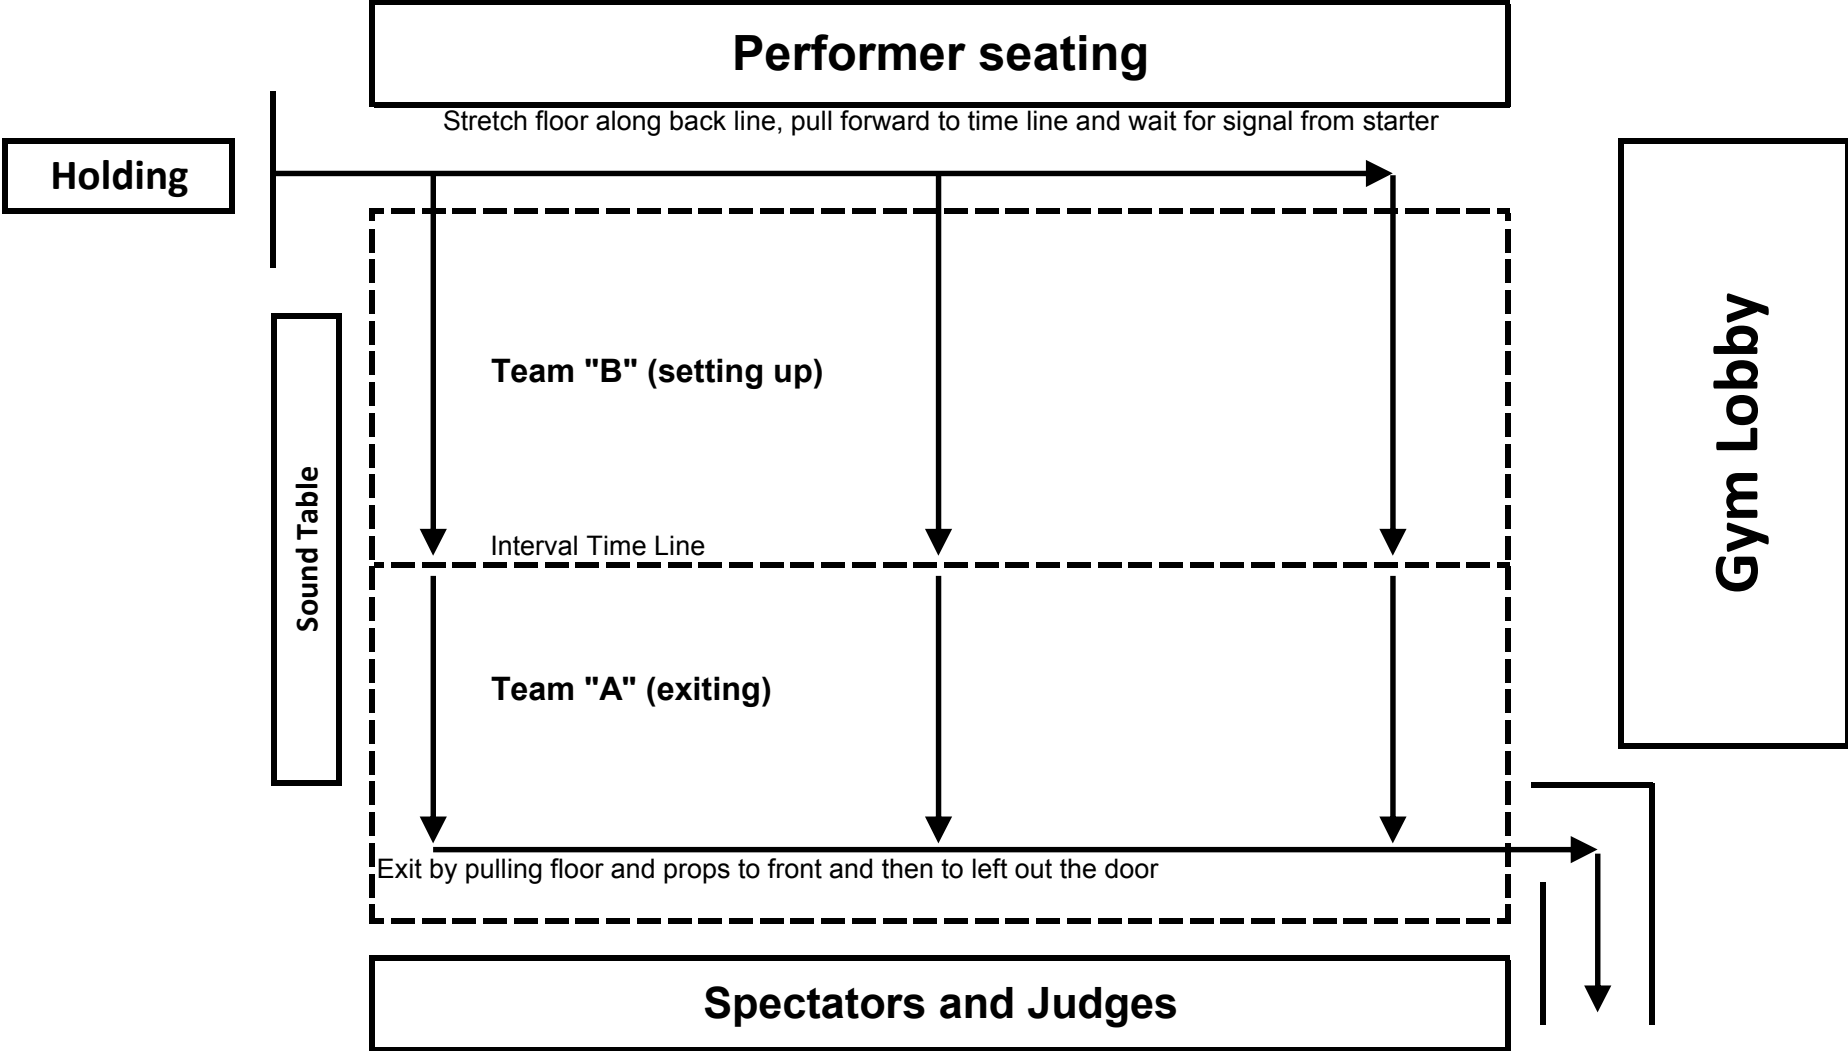 Performer seating
Stretch floor along back line, pull forward to time line and wait for signal from starter
Holding
Team "B" (setting up)
Gym Lobby
Sound Table
Interval Time Line
Team "A" (exiting)
Exit by pulling floor and props to front and then to left out the door
Spectators and Judges